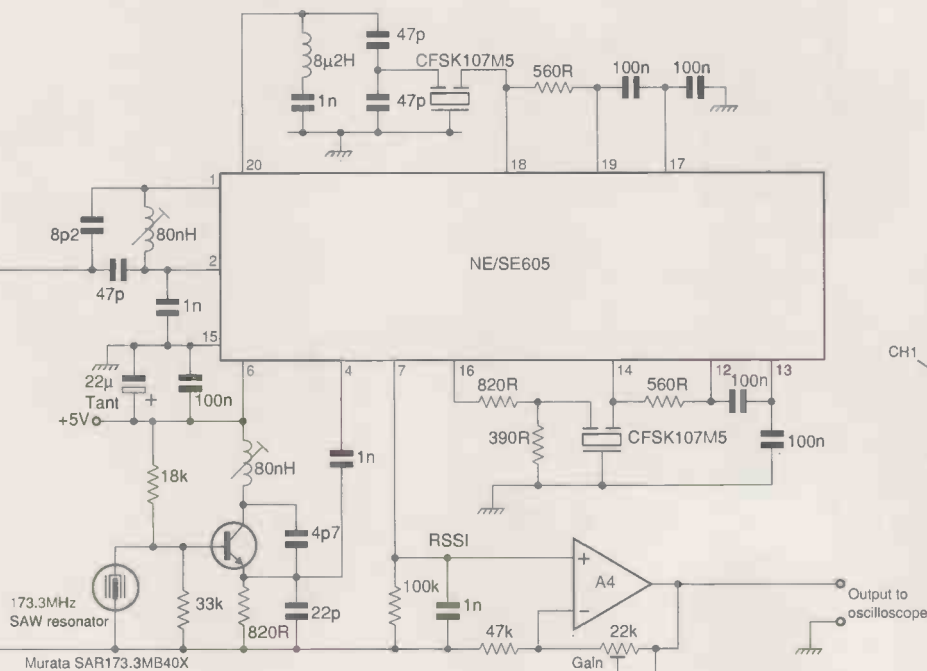 47p
8µ2H
CFSK107M5
100n
100n
560R
1n
47p
20
18
19
17
1
8p2
80nH
NE/SE605
2
47p
1n
15
6
4
7
16
14
12
13
CH1
22µ
Tant
+
100n
820R
560R
100n
+5V
390R
CFSK107M5
100n
80nH
1n
18k
4p7
RSSI
+
A4
−
100k
1n
Output to
oscilloscope
173.3MHz
SAW resonator
33k
820R
22p
47k
22k
Murata SAR173.3MB40X
Gain